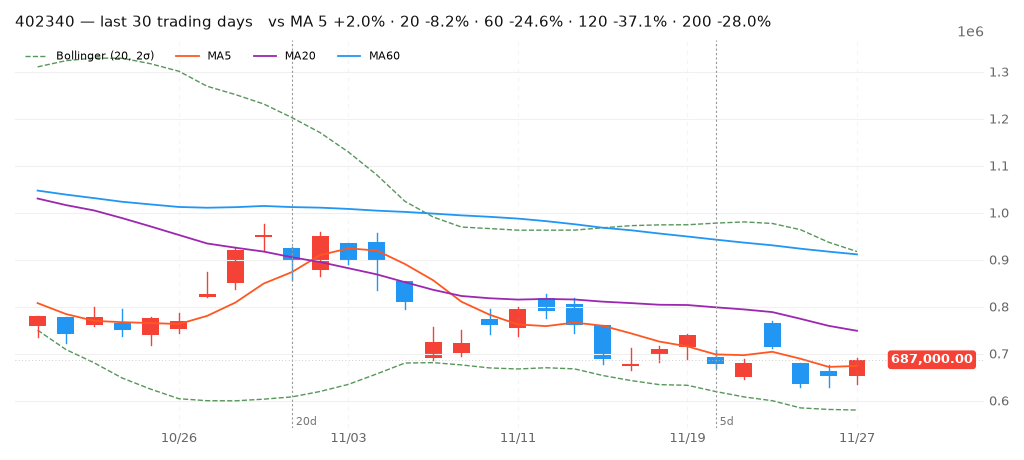 402340 — last 30 trading days   vs MA 5 +2.0% · 20 -8.2% · 60 -24.6% · 120 -37.1% · 200 -28.0%
1e6
Bollinger (20, 2σ)   MA5   MA20   MA60
1.3
1.2
1.1
1.0
0.9
0.8
0.7
687,000.00
0.6
20d   5d
10/26   11/03   11/11   11/19   11/27